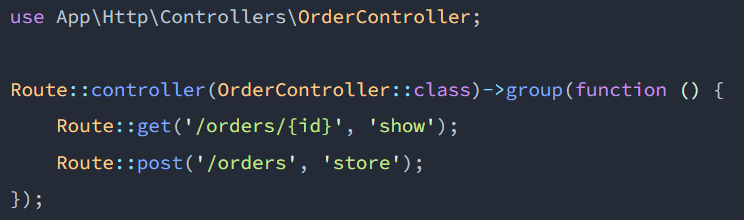 use App\Http\Controllers\OrderController;
Route::controller(OrderController::class)->group(function () {
Route::get('/orders/{id}', 'show');
Route::post('/orders', 'store');
});